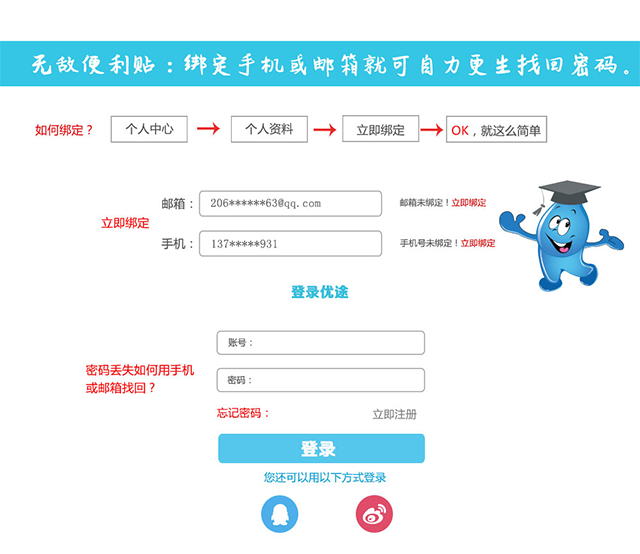 无敌便利贴：绑定手机或邮箱就可自力更生找回密码。
如何绑定？ 个人中心 个人资料 立即绑定 OK，就这么简单
邮箱： 206******63@qq.com 邮箱未绑定！立即绑定
立即绑定
手机： 137*****931 手机号未绑定！立即绑定
登录优途
账号：
密码丢失如何用手机
或邮箱找回？
密码：
忘记密码： 立即注册
登录
您还可以用以下方式登录